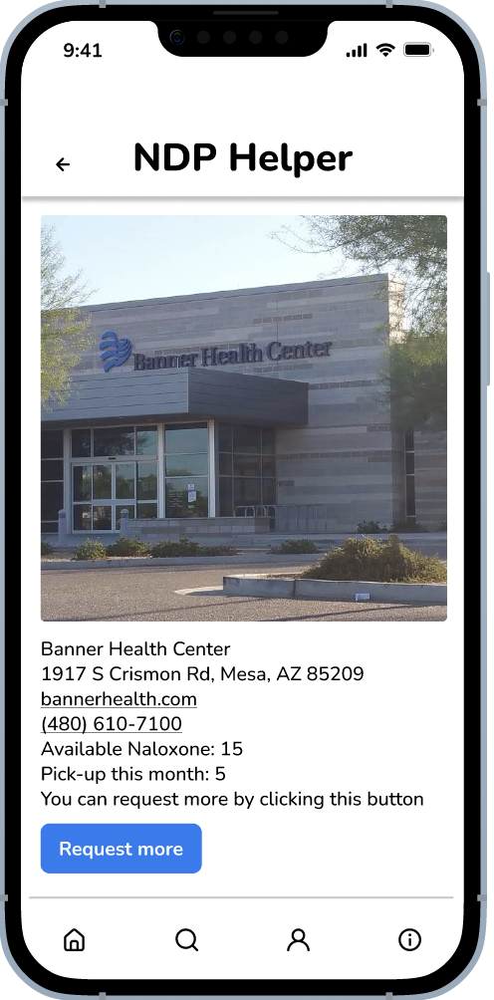 9:41
NDP Helper
Banner Health Center
Banner Health Center
1917 S Crismon Rd, Mesa, AZ 85209
bannerhealth.com
(480) 610-7100
Available Naloxone: 15
Pick-up this month: 5
You can request more by clicking this button
Request more